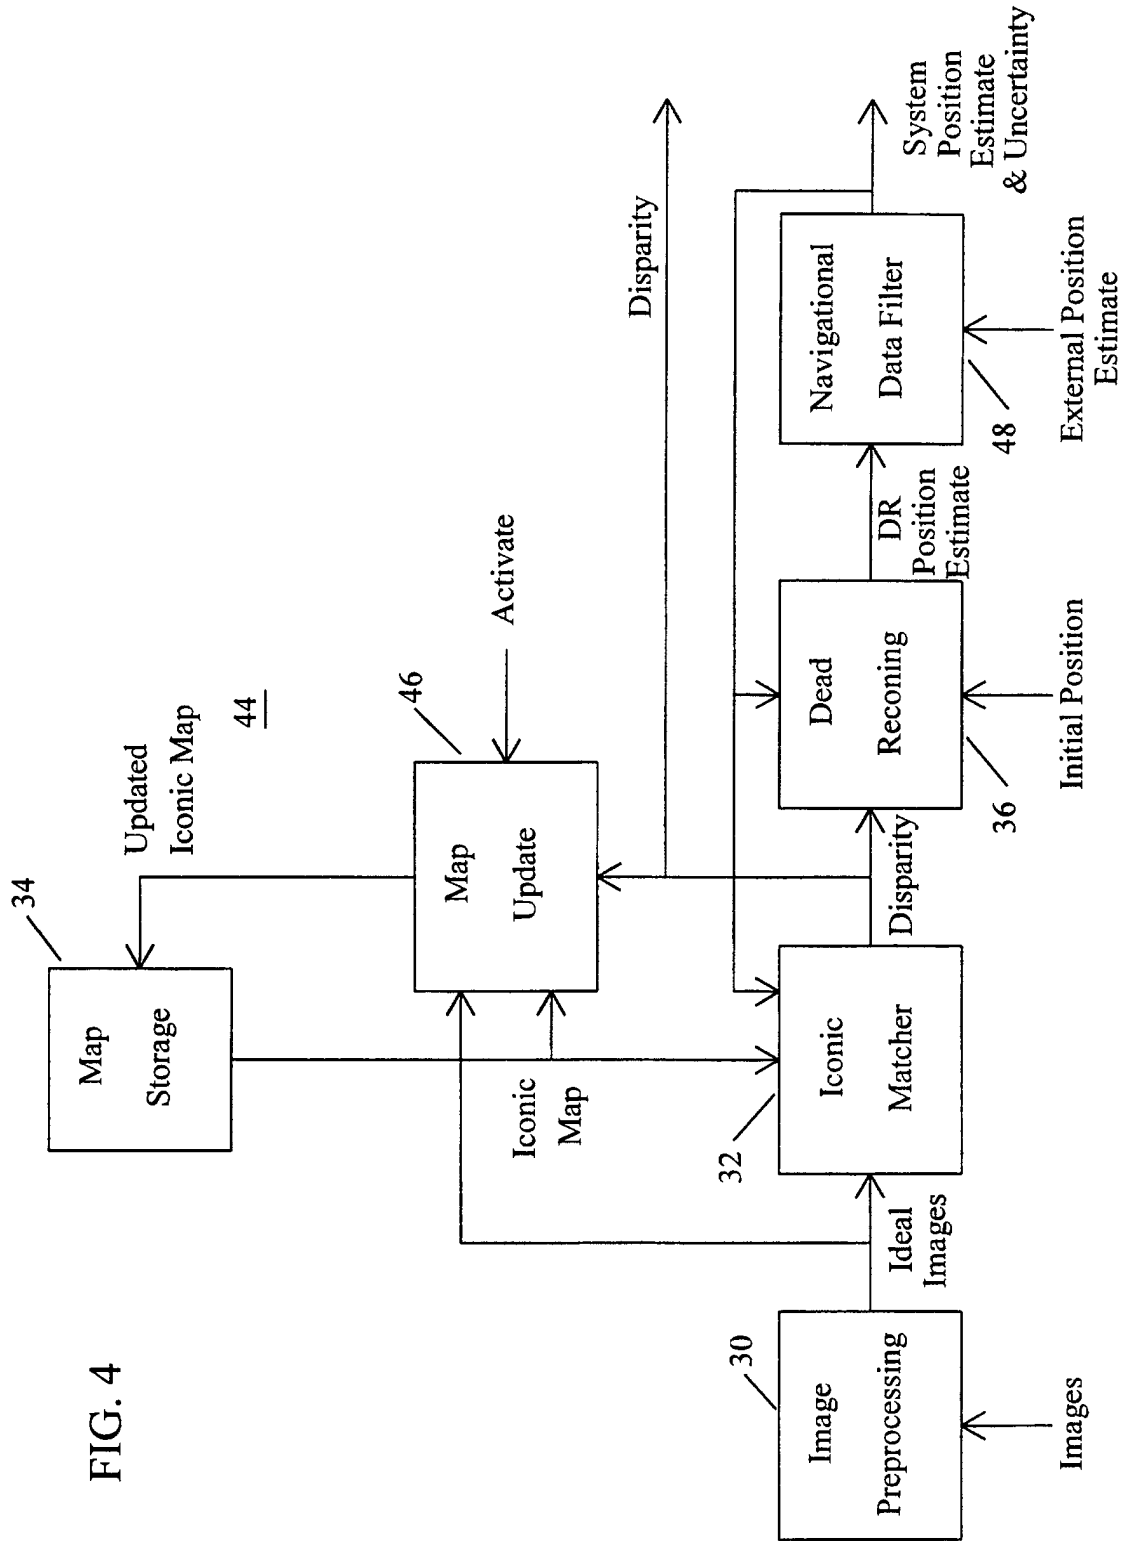 FIG. 4
34
Map
Storage
Updated
Iconic Map
44
46
Map
Update
Activate
Iconic
Map
Disparity
30
Image
Preprocessing
Images
Ideal
Images
32
Iconic
Matcher
Disparity
Dead
Reconing
36
Initial Position
DR
Position
Estimate
Navigational
Data Filter
48
External Position
Estimate
System
Position
Estimate
& Uncertainty